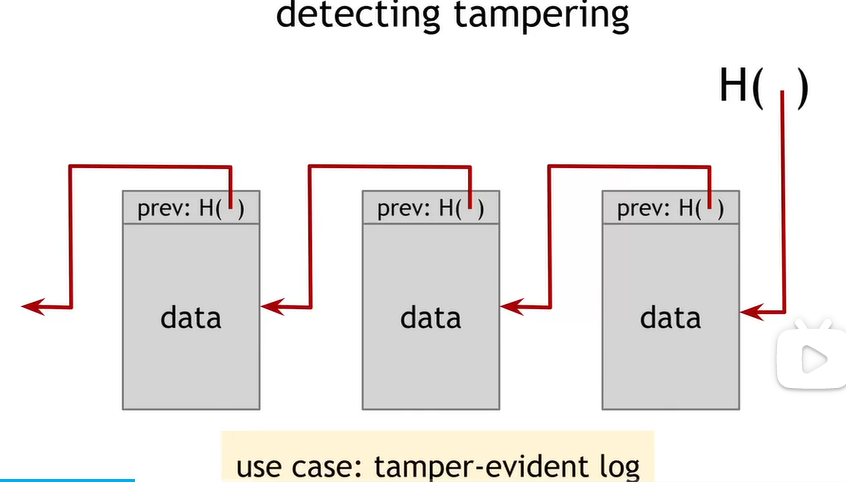 detecting tampering
H( )
prev: H( ) prev: H( ) prev: H( )
data data data
use case: tamper-evident log